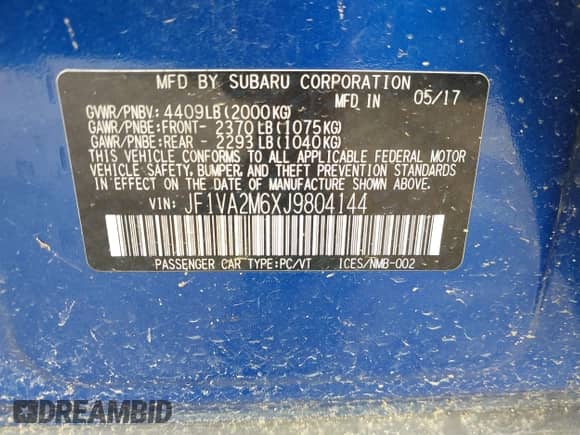 MFD BY SUBARU CORPORATION
MFD IN 05/17
GVWR/PNBV: 4409LB(2000KG)
GAWR/PNBE:FRONT- 2370LB(1075KG)
GAWR/PNBE:REAR - 2293LB(1040KG)
THIS VEHICLE CONFORMS TO ALL APPLICABLE FEDERAL MOTOR
VEHICLE SAFETY, BUMPER, AND THEFT PREVENTION STANDARDS
IN EFFECT ON THE DATE OF MANUFACTURE SHOWN ABOVE.
VIN: JF1VA2M6XJ9804144
PASSENGER CAR TYPE:PC/VT ICES/NMB-002
DREAMBID